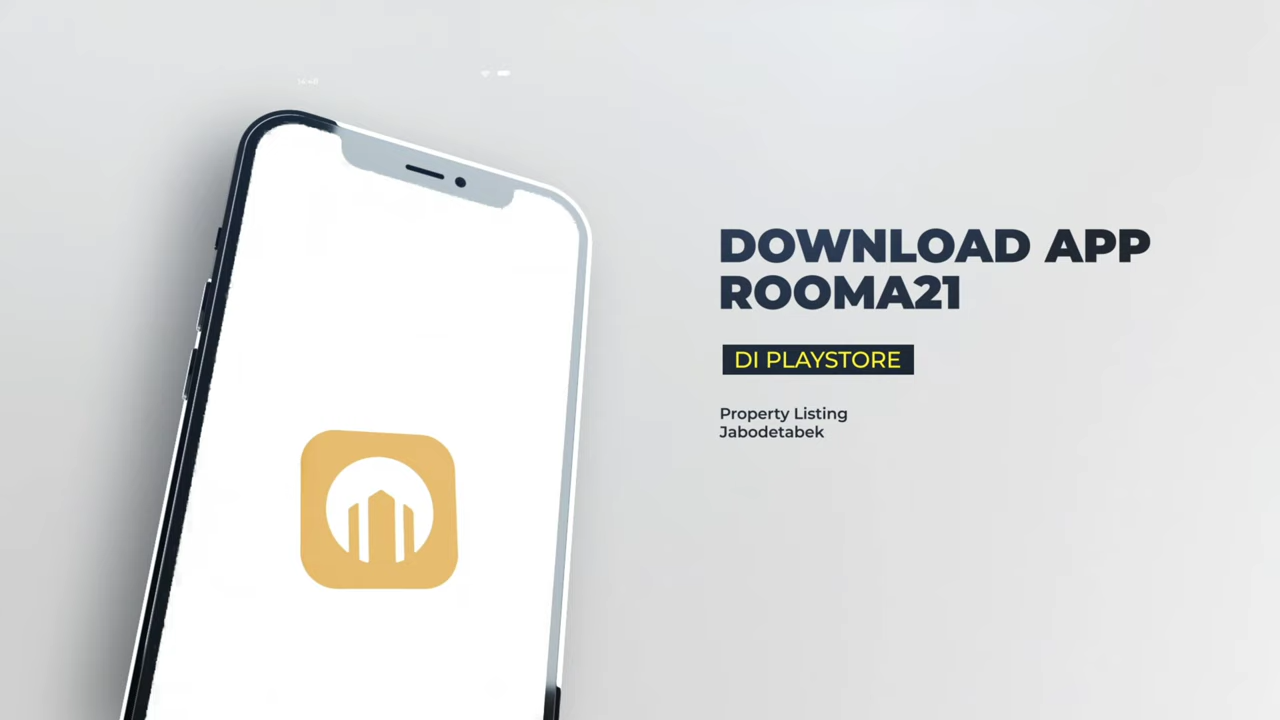 DOWNLOAD APP
ROOMA21
DI PLAYSTORE
Property Listing
Jabodetabek